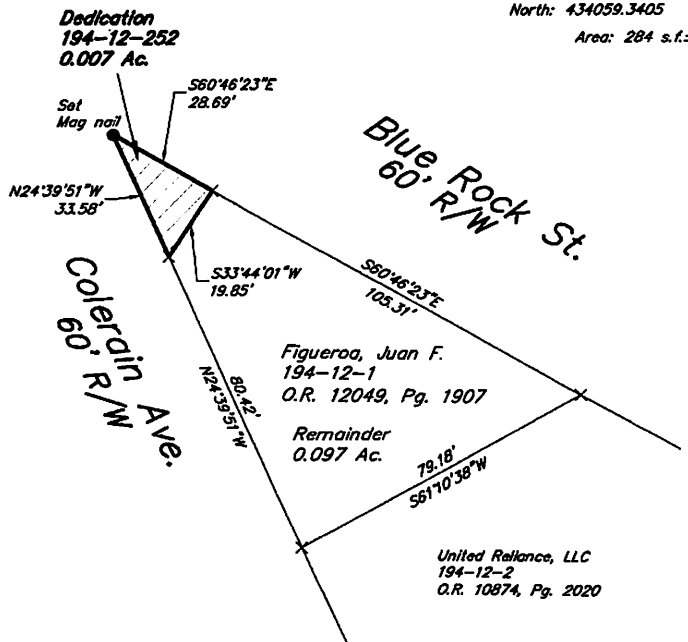 North: 434059.3405
Area: 284 s.f.±
Dedication
194-12-252
0.007 Ac.
S60°46'23"E
28.69'
Set
Mag nail
N24°39'51"W
33.58'
S33°44'01"W
19.85'
Blue Rock St.
60' R/W
Colerain Ave.
60' R/W
S60°46'23"E
105.31'
Figueroa, Juan F.
194-12-1
O.R. 12049, Pg. 1907
80.42'
N24°39'51"W
Remainder
0.097 Ac.
79.18'
S61°10'38"W
United Reliance, LLC
194-12-2
O.R. 10874, Pg. 2020